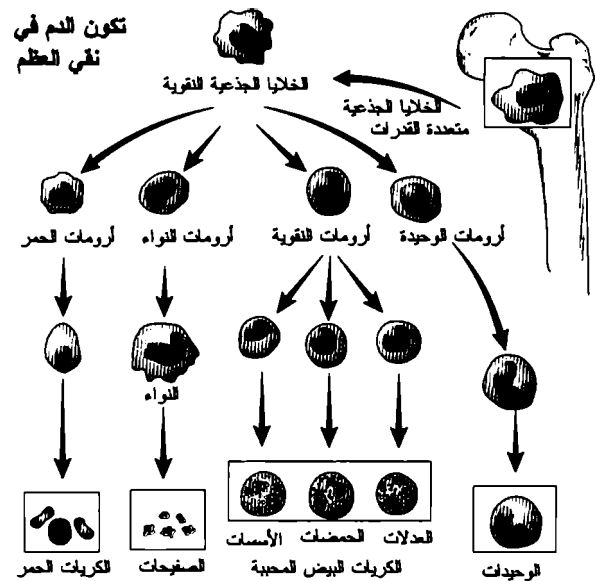 تكون الدم في
نقي العظم
الخلايا الجذعية النقوية
الخلايا الجذعية
متعددة القدرات
أرومات الحمر
أرومات النواء
أرومات النقوية
أرومات الوحيدة
النواء
الكريات الحمر
الصفيحات
الأسسات
الحمضات
العدلات
الكريات البيض المحببة
الوحيدات